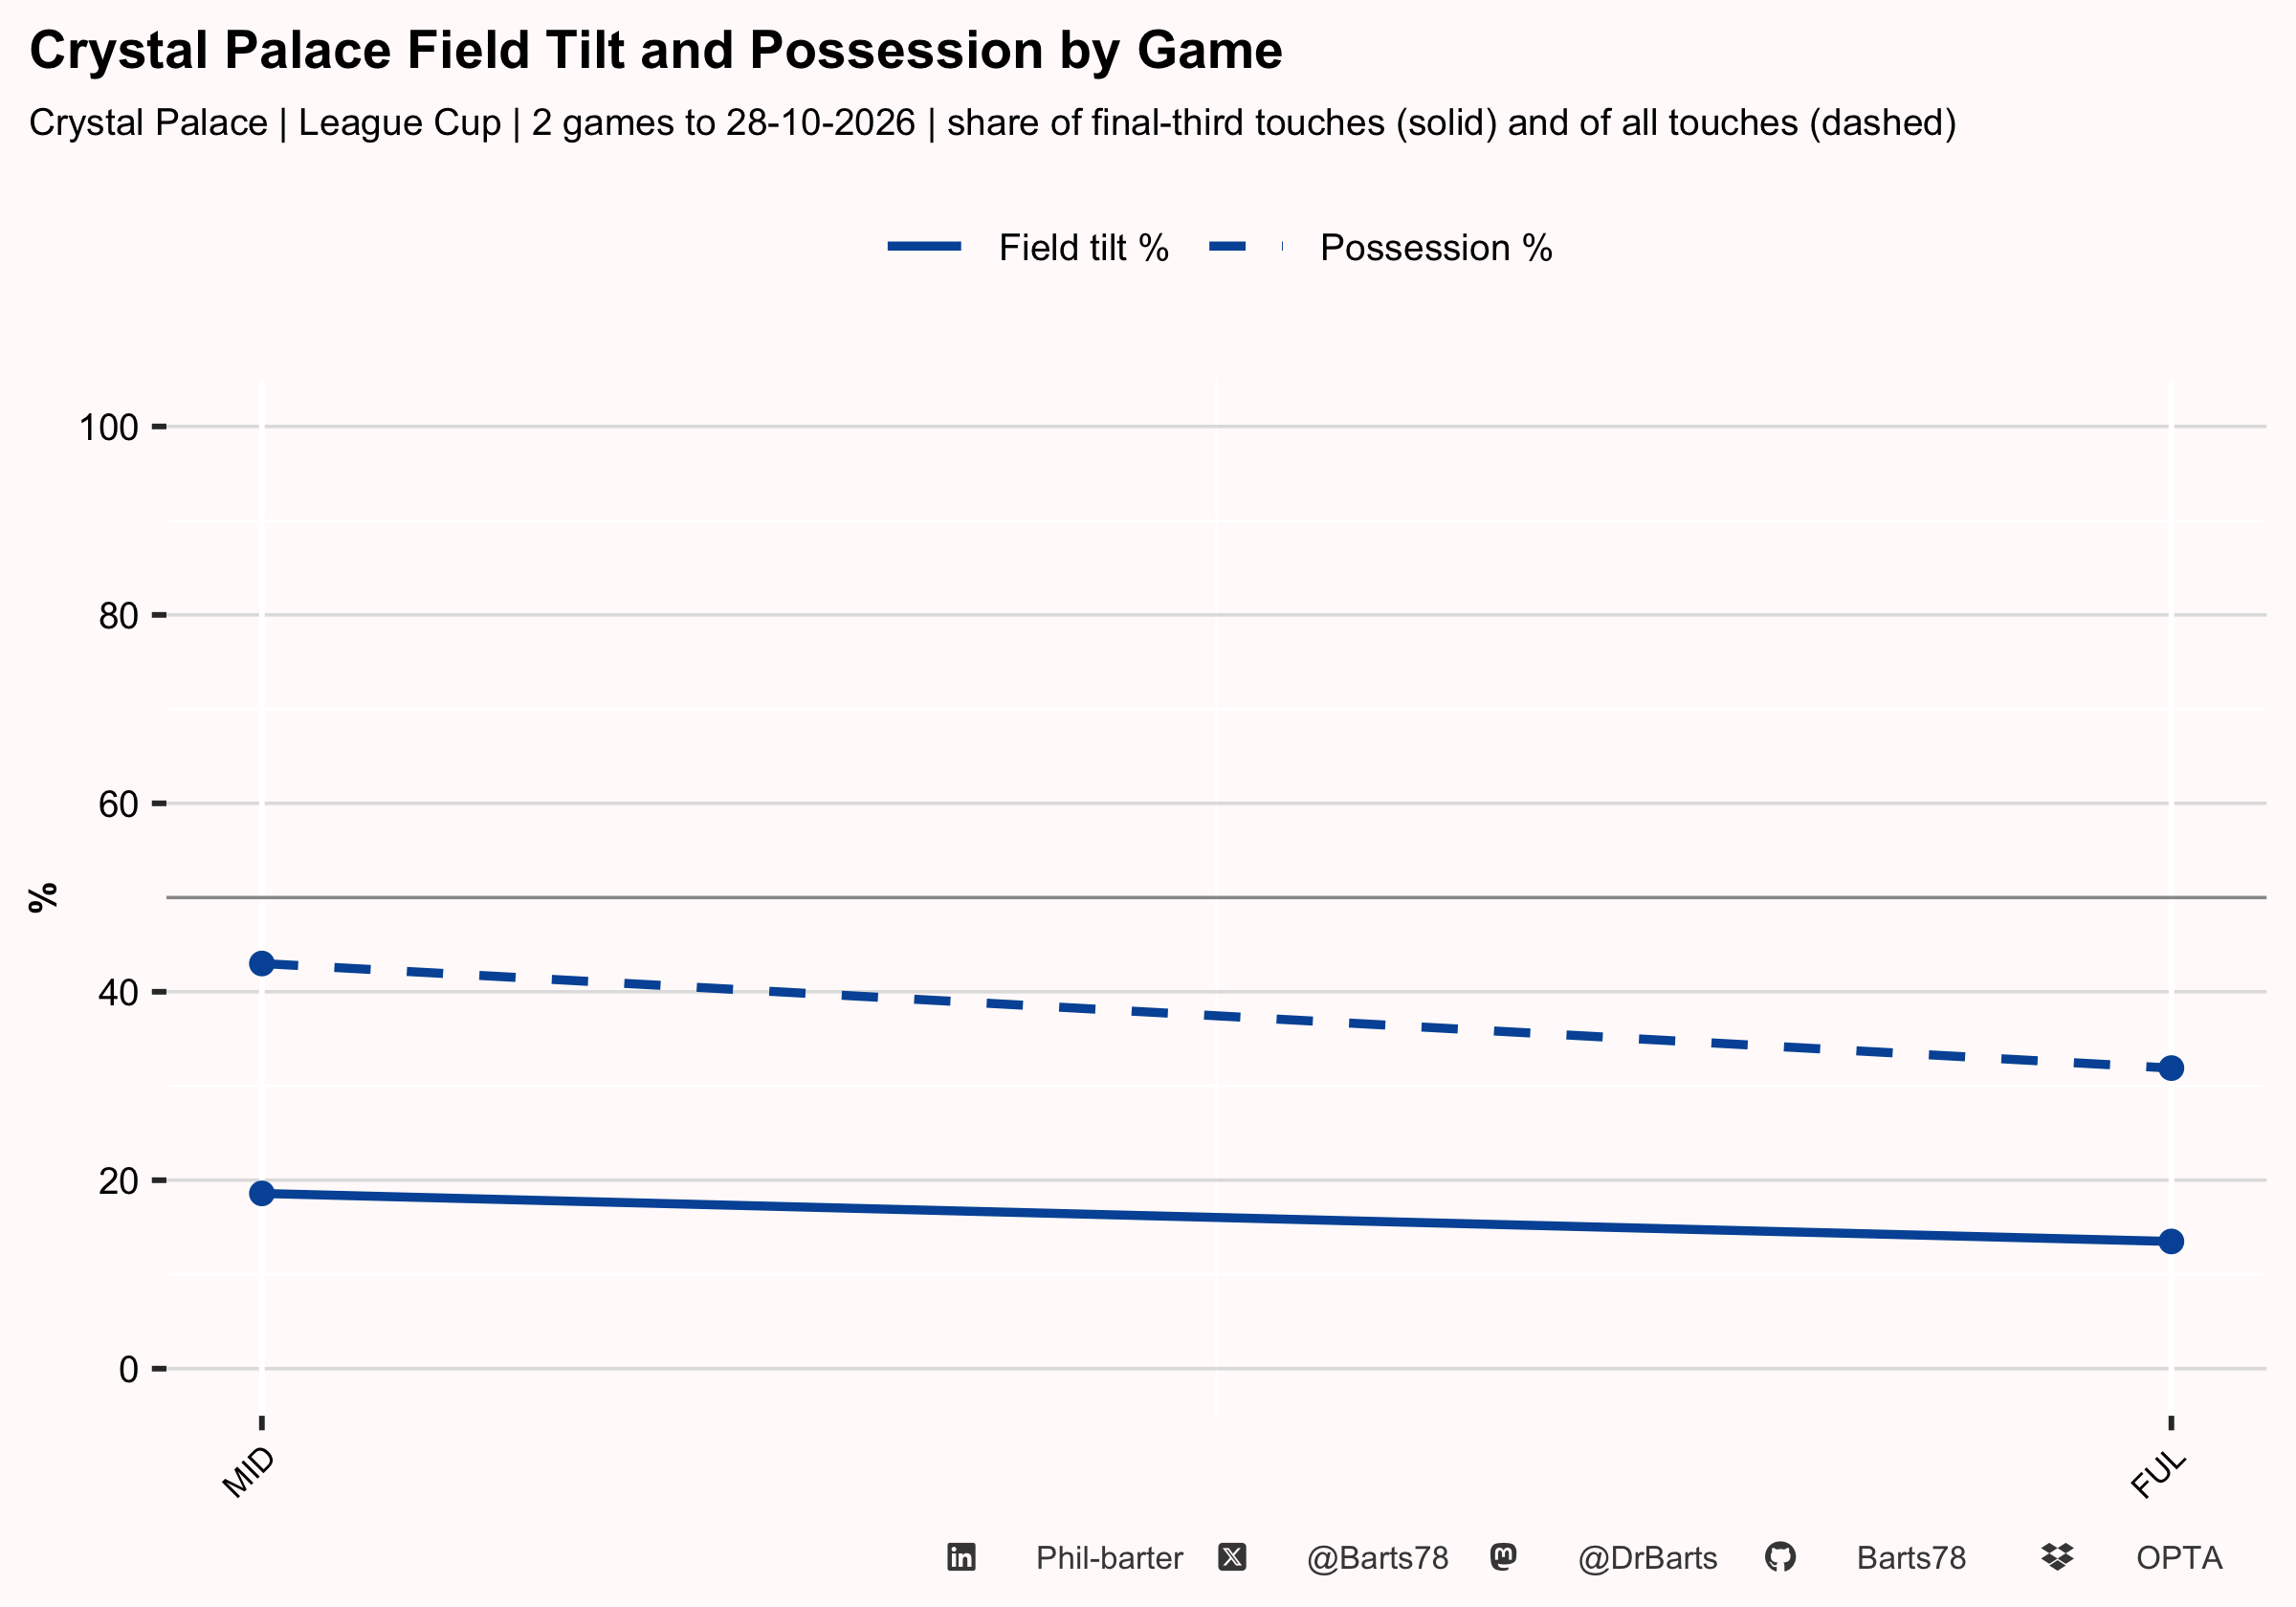 Crystal Palace Field Tilt and Possession by Game
Crystal Palace | League Cup | 2 games to 28-10-2026 | share of final-third touches (solid) and of all touches (dashed)
Field tilt % Possession %
100
80
60
%
40
20
0
MID FUL
Phil-barter @Barts78 @DrBarts Barts78 OPTA